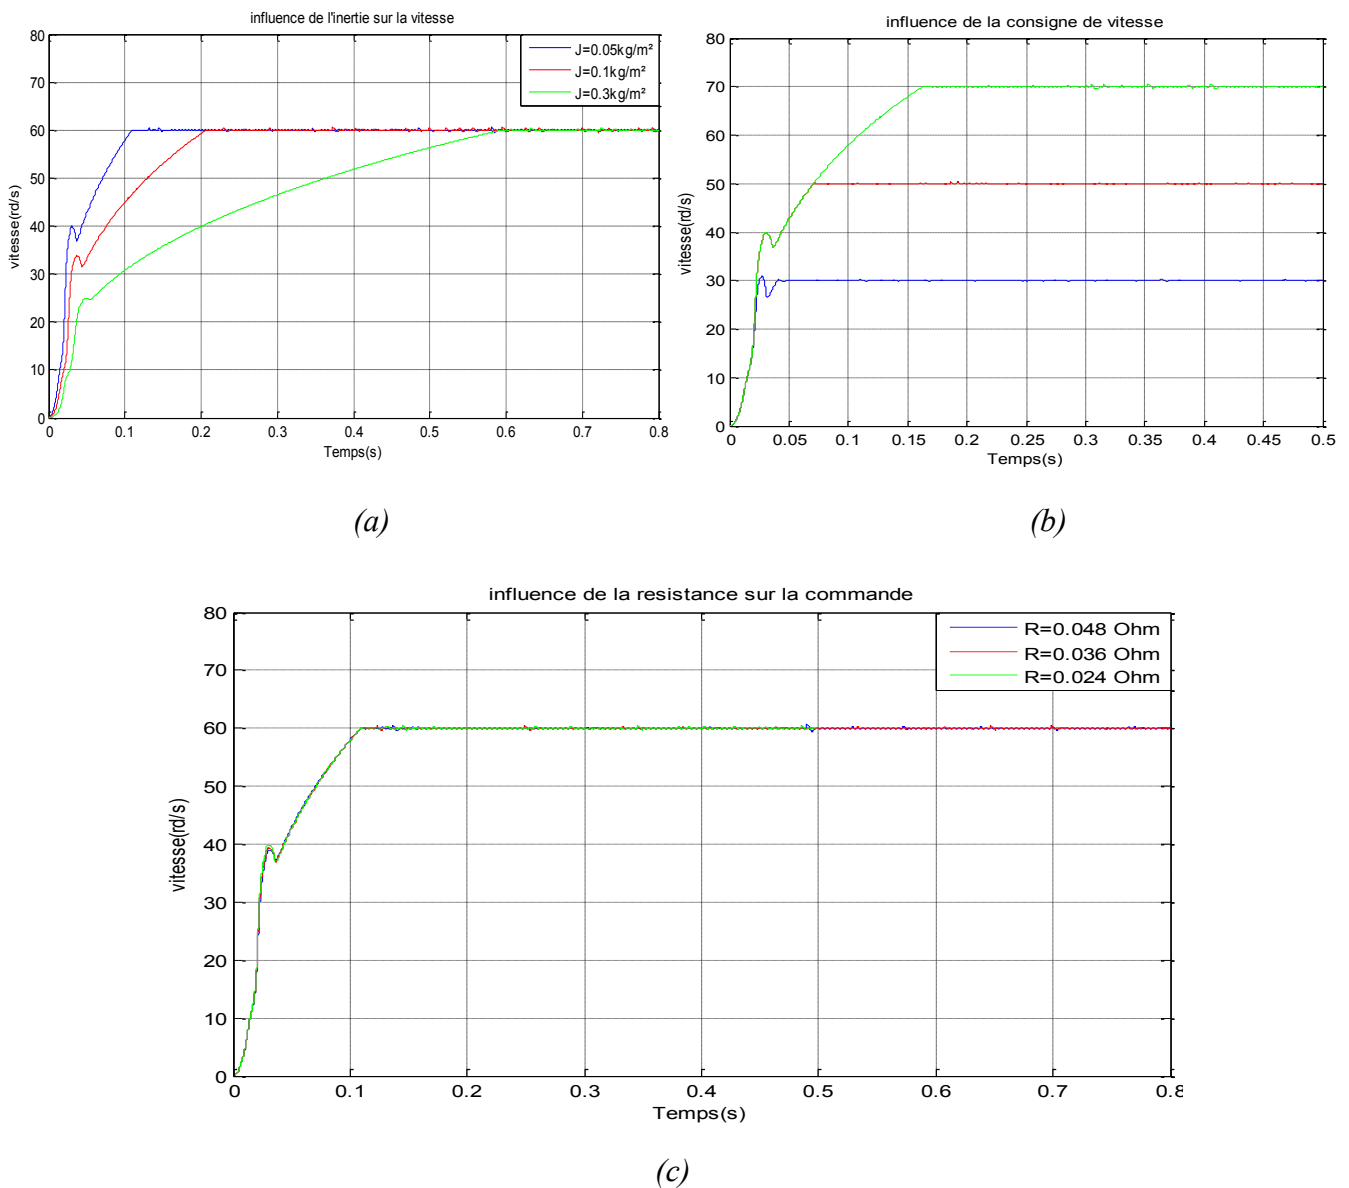 influence de l'inertie sur la vitesse
80
70
60
50
40
30
20
10
0
vitesse(rd/s)
J=0.05kg/m²
J=0.1kg/m²
J=0.3kg/m²
0 0.1 0.2 0.3 0.4 0.5 0.6 0.7 0.8
Temps(s)
(a)
influence de la consigne de vitesse
80
70
60
50
40
30
20
10
0
vitesse(rd/s)
0 0.05 0.1 0.15 0.2 0.25 0.3 0.35 0.4 0.45 0.5
Temps(s)
(b)
influence de la resistance sur la commande
80
70
60
50
40
30
20
10
0
vitesse(rd/s)
R=0.048 Ohm
R=0.036 Ohm
R=0.024 Ohm
0 0.1 0.2 0.3 0.4 0.5 0.6 0.7 0.8
Temps(s)
(c)